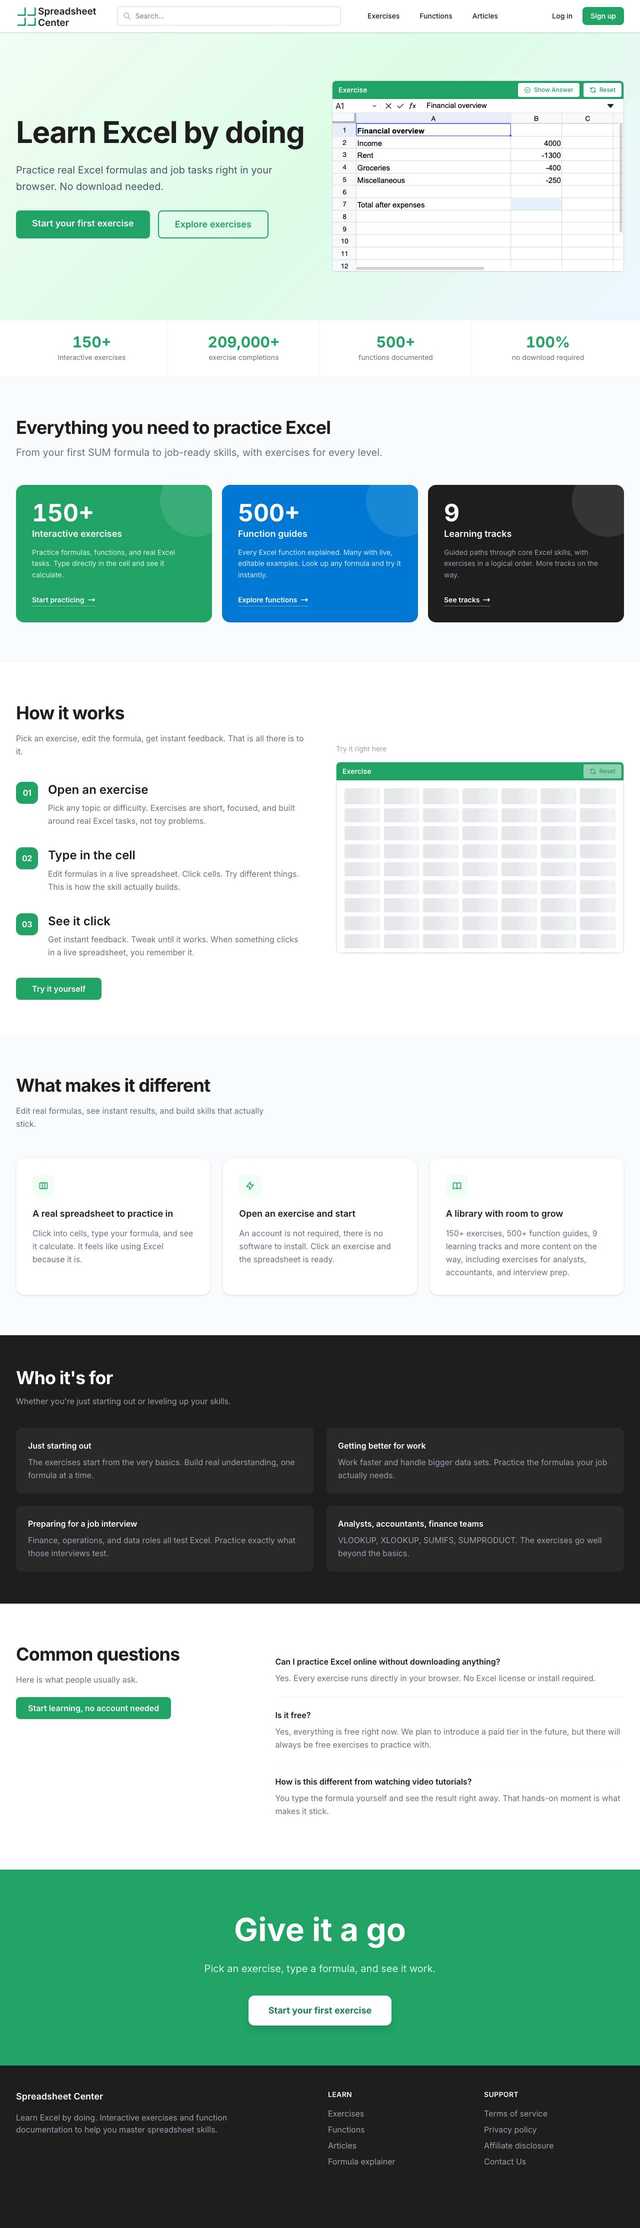 Spreadsheet
Center
Search...
Exercises
Functions
Articles
Log in
Sign up
Learn Excel by doing
Practice real Excel formulas and job tasks right in your
browser. No download needed.
Start your first exercise
Explore exercises
Exercise
Show Answer
Reset
A1
fx
Financial overview
A
B
C
1 Financial overview
2 Income 4000
3 Rent -1300
4 Groceries -400
5 Miscellaneous -250
6
7 Total after expenses
8
9
10
11
12
150+
interactive exercises
209,000+
exercise completions
500+
functions documented
100%
no download required
Everything you need to practice Excel
From your first SUM formula to job-ready skills, with exercises for every level.
150+
Interactive exercises
Practice formulas, functions, and real Excel
tasks. Type directly in the cell and see it
calculate.
Start practicing →
500+
Function guides
Every Excel function explained. Many with live,
editable examples. Look up any formula and try it
instantly.
Explore functions →
9
Learning tracks
Guided paths through core Excel skills, with
exercises in a logical order. More tracks on the
way.
See tracks →
How it works
Pick an exercise, edit the formula, get instant feedback. That is all there is to
it.
01
Open an exercise
Pick any topic or difficulty. Exercises are short, focused, and built
around real Excel tasks, not toy problems.
02
Type in the cell
Edit formulas in a live spreadsheet. Click cells. Try different things.
This is how the skill actually builds.
03
See it click
Get instant feedback. Tweak until it works. When something clicks
in a live spreadsheet, you remember it.
Try it yourself
Try it right here
Exercise
Reset
What makes it different
Edit real formulas, see instant results, and build skills that actually
stick.
A real spreadsheet to practice in
Click into cells, type your formula, and see
it calculate. It feels like using Excel
because it is.
Open an exercise and start
An account is not required, there is no
software to install. Click an exercise and
the spreadsheet is ready.
A library with room to grow
150+ exercises, 500+ function guides, 9
learning tracks and more content on the
way, including exercises for analysts,
accountants, and interview prep.
Who it's for
Whether you're just starting out or leveling up your skills.
Just starting out
The exercises start from the very basics. Build real understanding, one
formula at a time.
Getting better for work
Work faster and handle bigger data sets. Practice the formulas your job
actually needs.
Preparing for a job interview
Finance, operations, and data roles all test Excel. Practice exactly what
those interviews test.
Analysts, accountants, finance teams
VLOOKUP, XLOOKUP, SUMIFS, SUMPRODUCT. The exercises go well
beyond the basics.
Common questions
Here is what people usually ask.
Start learning, no account needed
Can I practice Excel online without downloading anything?
Yes. Every exercise runs directly in your browser. No Excel license or install required.
Is it free?
Yes, everything is free right now. We plan to introduce a paid tier in the future, but there will
always be free exercises to practice with.
How is this different from watching video tutorials?
You type the formula yourself and see the result right away. That hands-on moment is what
makes it stick.
Give it a go
Pick an exercise, type a formula, and see it work.
Start your first exercise
Spreadsheet Center
Learn Excel by doing. Interactive exercises and function
documentation to help you master spreadsheet skills.
LEARN
Exercises
Functions
Articles
Formula explainer
SUPPORT
Terms of service
Privacy policy
Affiliate disclosure
Contact Us